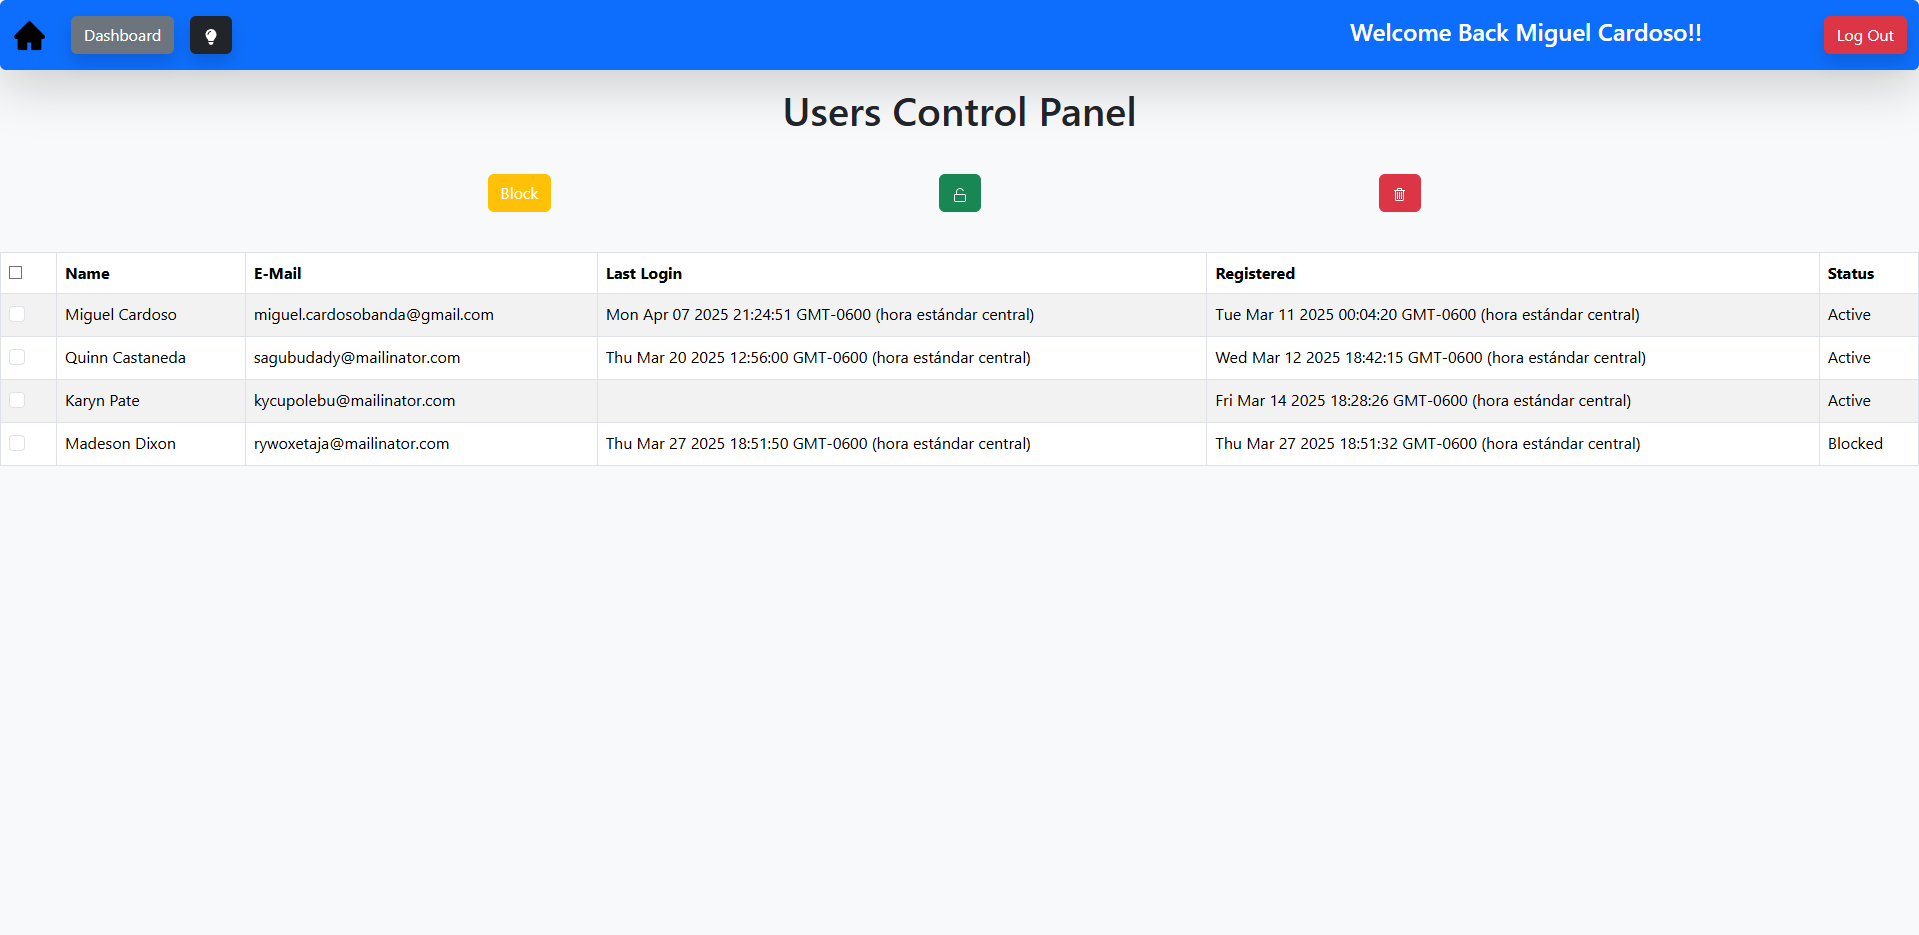 Dashboard Welcome Back Miguel Cardoso!! Log Out
Users Control Panel
Block
Name E-Mail Last Login Registered Status
Miguel Cardoso miguel.cardosobanda@gmail.com Mon Apr 07 2025 21:24:51 GMT-0600 (hora estándar central) Tue Mar 11 2025 00:04:20 GMT-0600 (hora estándar central) Active
Quinn Castaneda sagubudady@mailinator.com Thu Mar 20 2025 12:56:00 GMT-0600 (hora estándar central) Wed Mar 12 2025 18:42:15 GMT-0600 (hora estándar central) Active
Karyn Pate kycupolebu@mailinator.com Fri Mar 14 2025 18:28:26 GMT-0600 (hora estándar central) Active
Madeson Dixon rywoxetaja@mailinator.com Thu Mar 27 2025 18:51:50 GMT-0600 (hora estándar central) Thu Mar 27 2025 18:51:32 GMT-0600 (hora estándar central) Blocked